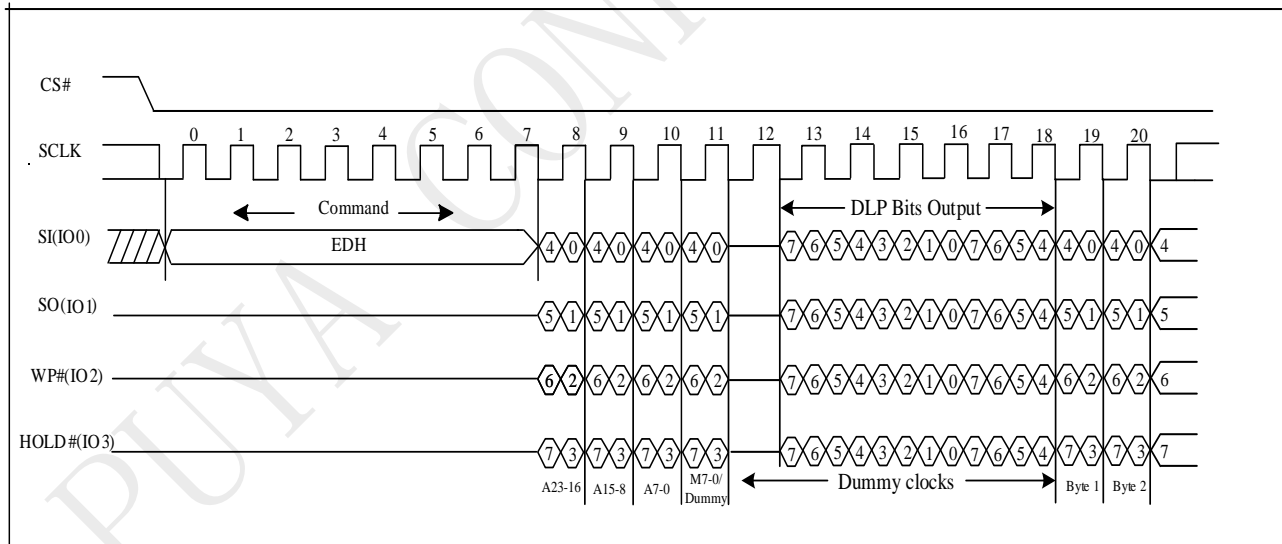 CS#
0 1 2 3 4 5 6 7 8 9 10 11 12 13 14 15 16 17 18 19 20
SCLK
Command
DLP Bits Output
SI(IO0)
EDH
4 0 4 0 4 0 4 0
7 6 5 4 3 2 1 0 7 6 5 4 4 0 4 0 4
SO(IO1)
5 1 5 1 5 1 5 1
7 6 5 4 3 2 1 0 7 6 5 4 5 1 5 1 5
WP#(IO2)
6 2 6 2 6 2 6 2
7 6 5 4 3 2 1 0 7 6 5 4 6 2 6 2 6
HOLD#(IO3)
7 3 7 3 7 3 7 3
7 6 5 4 3 2 1 0 7 6 5 4 7 3 7 3 7
A23-16
A15-8
A7-0
M7-0/
Dummy
Dummy clocks
Byte 1
Byte 2
PUYA